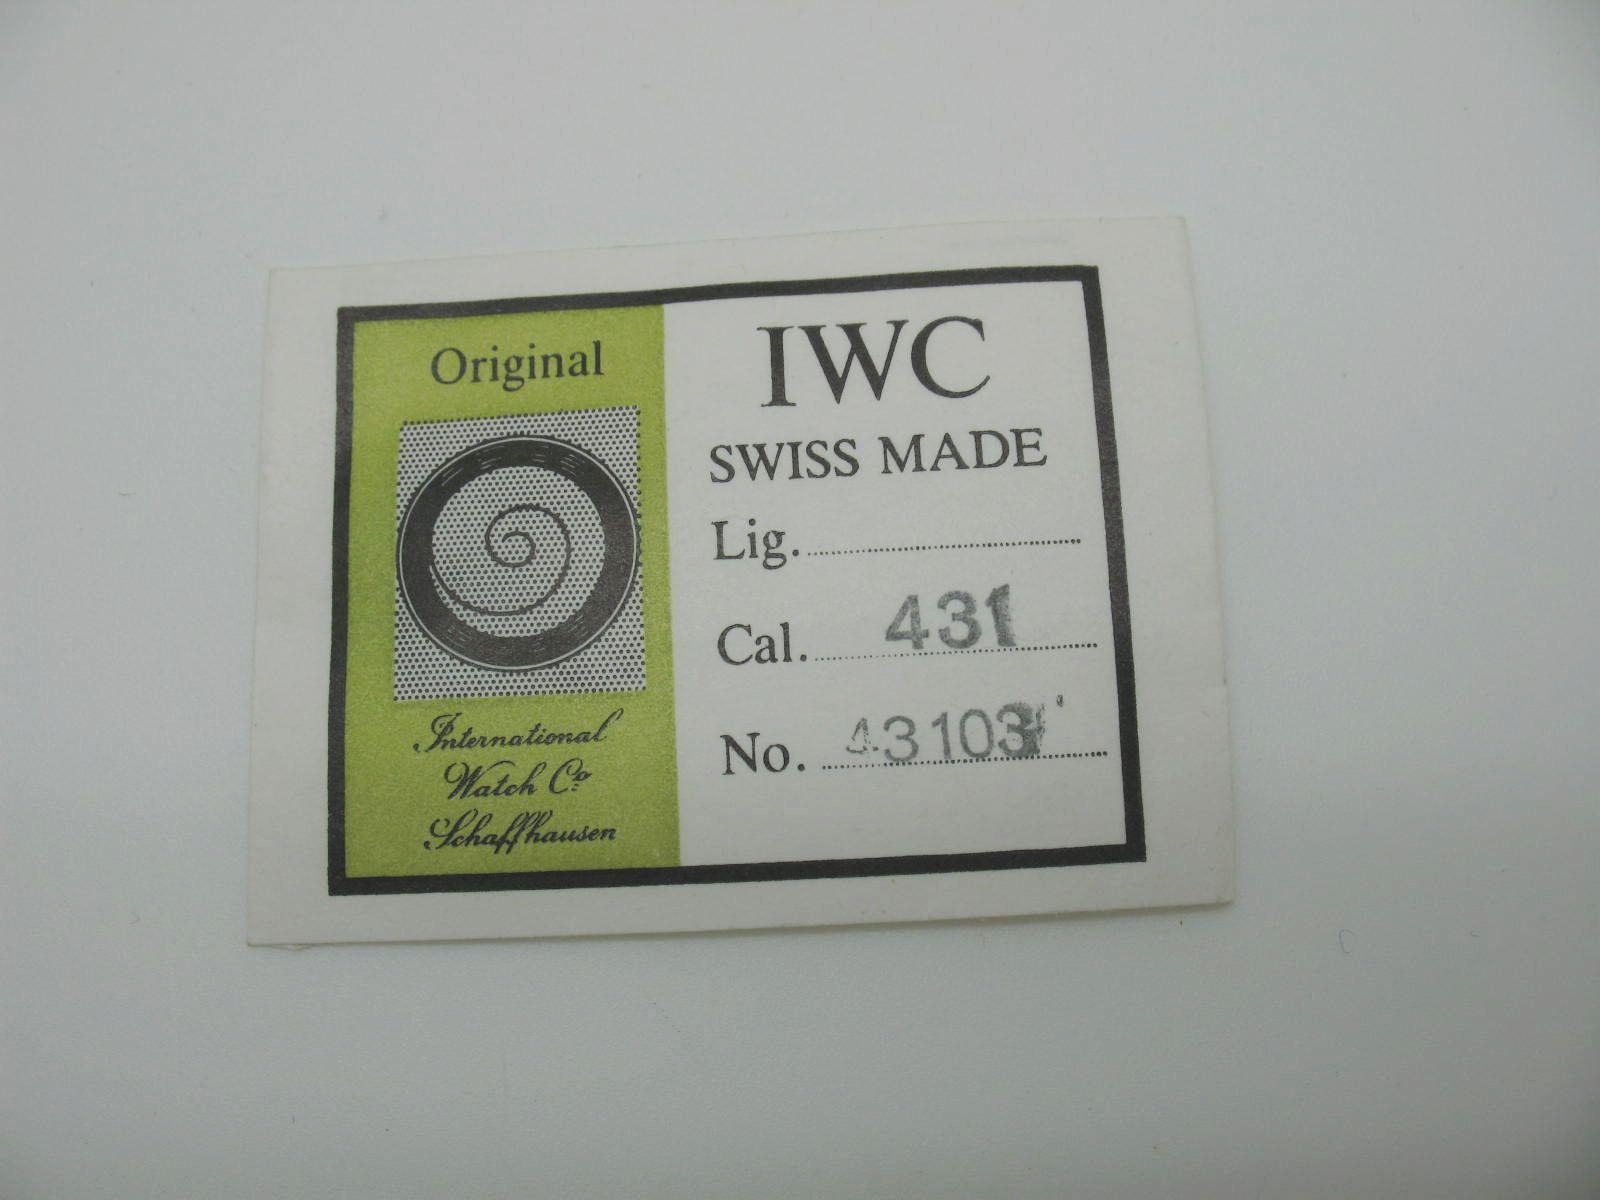 Original
International
Watch Co
Schaffhausen
IWC
SWISS MADE
Lig.
Cal. 431
No.